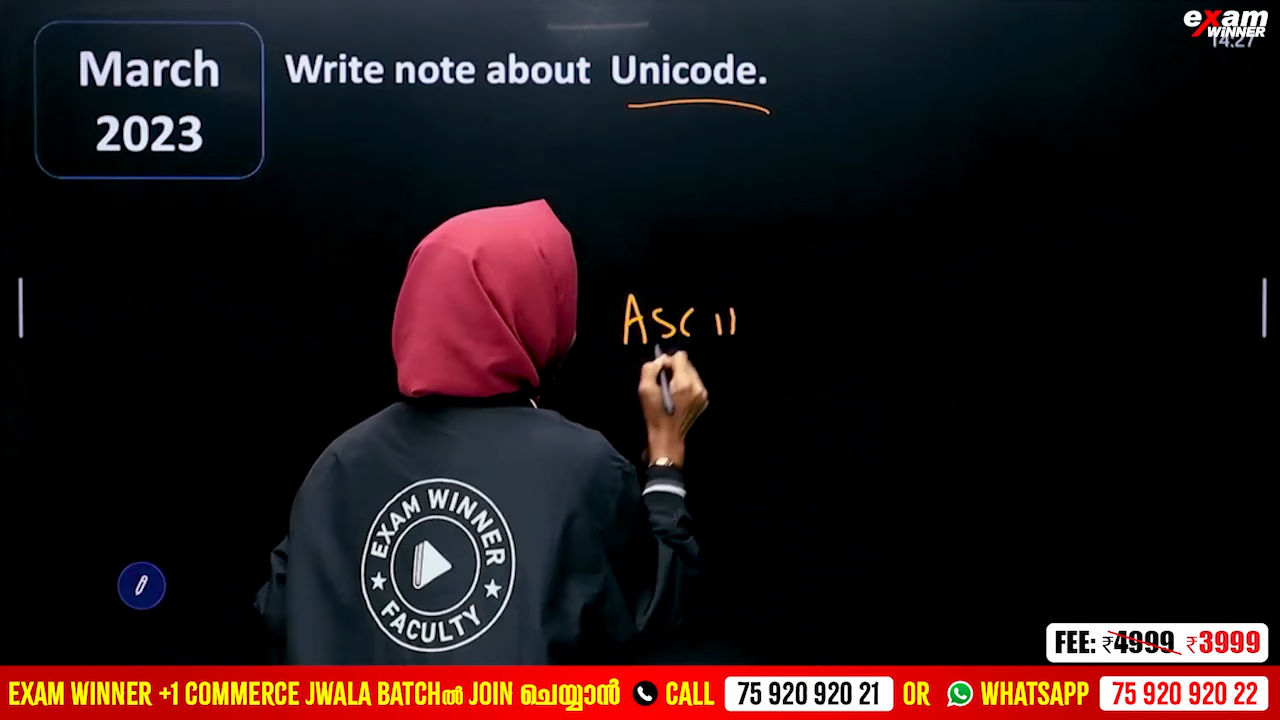 exam
WINNER
14:27
March
2023
Write note about Unicode.
ASCII
EXAM WINNER
FACULTY
FEE: ₹4999 ₹3999
EXAM WINNER +1 COMMERCE JWALA BATCHൽ JOIN ചെയ്യാൻ CALL 75 920 920 21 OR WHATSAPP 75 920 920 22